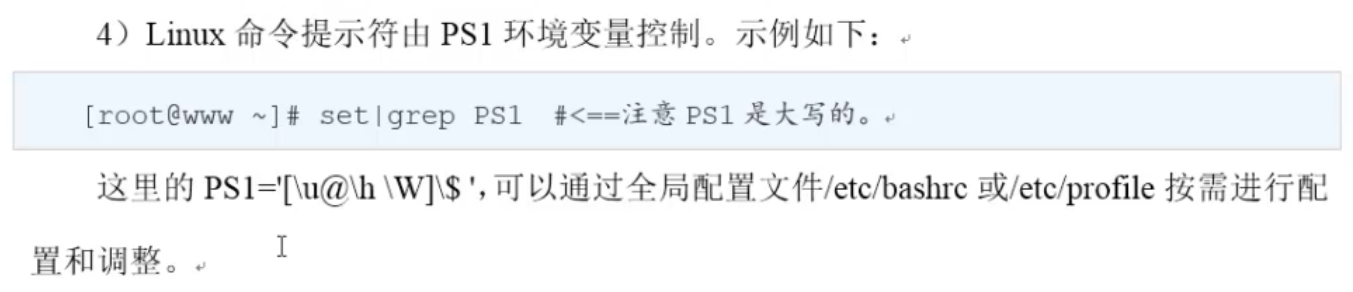 4）Linux 命令提示符由 PS1 环境变量控制。示例如下：
[root@www ~]# set|grep PS1  #<==注意 PS1 是大写的。
这里的 PS1='[\u@\h \W]\$ ',可以通过全局配置文件/etc/bashrc 或/etc/profile 按需进行配
置和调整。